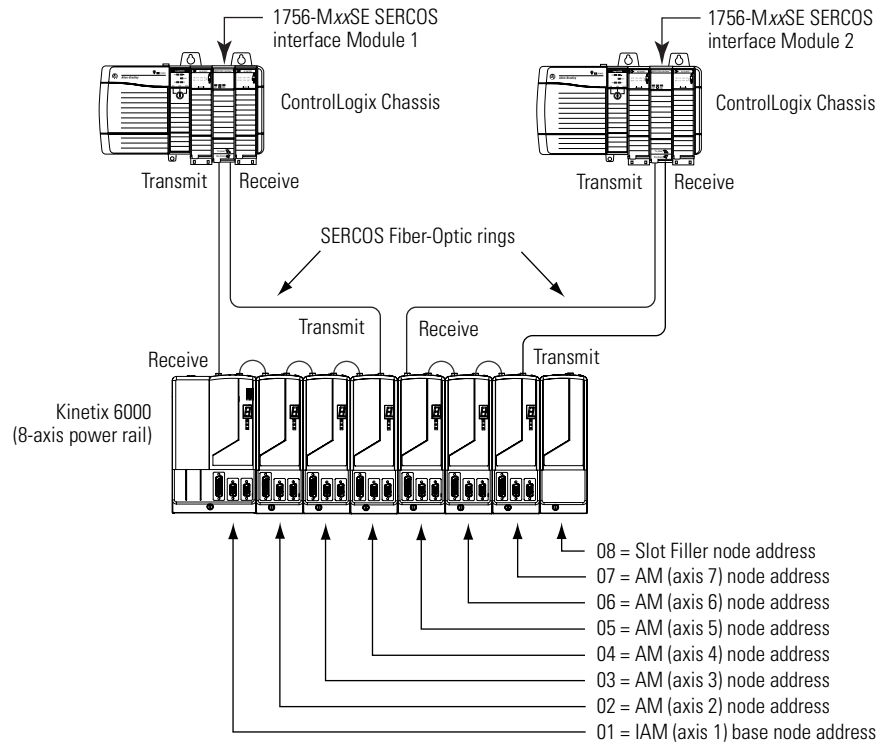 1756-MxxSE SERCOS
interface Module 1
1756-MxxSE SERCOS
interface Module 2
ControlLogix Chassis
ControlLogix Chassis
Transmit
Receive
Transmit
Receive
SERCOS Fiber-Optic rings
Transmit
Receive
Receive
Transmit
Kinetix 6000
(8-axis power rail)
08 = Slot Filler node address
07 = AM (axis 7) node address
06 = AM (axis 6) node address
05 = AM (axis 5) node address
04 = AM (axis 4) node address
03 = AM (axis 3) node address
02 = AM (axis 2) node address
01 = IAM (axis 1) base node address